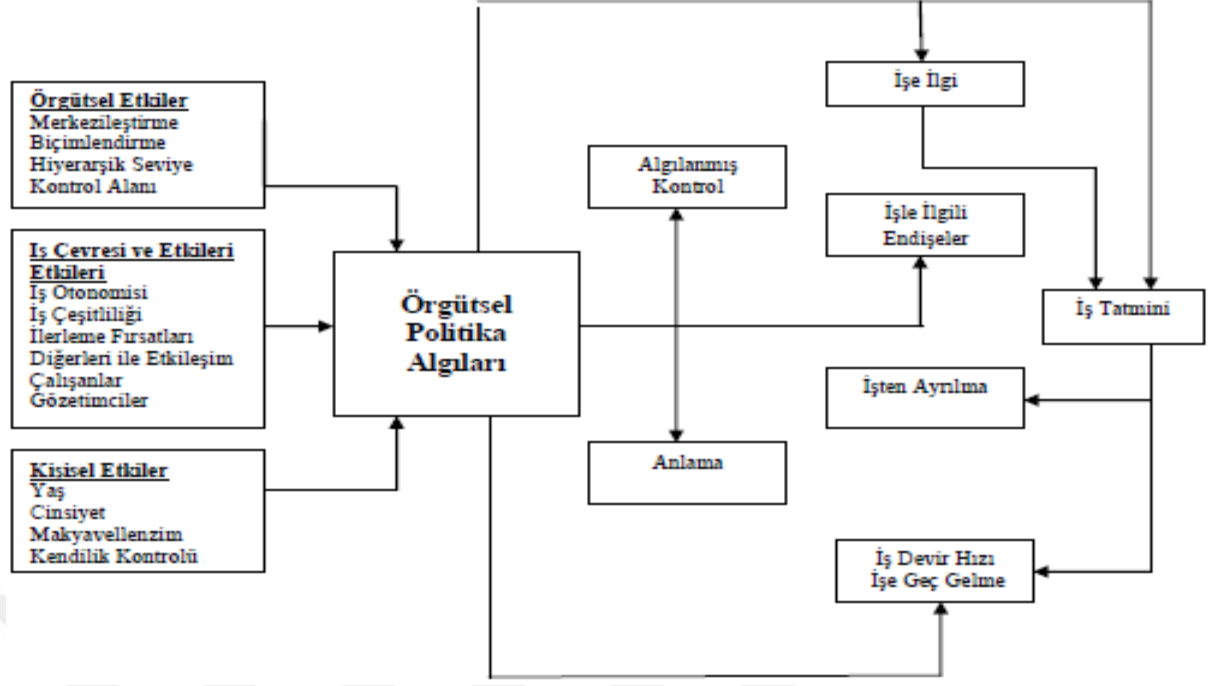 Örgütsel Etkiler
Merkezileştirme
Biçimlendirme
Hiyerarşik Seviye
Kontrol Alanı
İş Çevresi ve Etkileri
Etkileri
İş Otonomisi
İş Çeşitliliği
İlerleme Fırsatları
Diğerleri ile Etkileşim
Çalışanlar
Gözetimciler
Kişisel Etkiler
Yaş
Cinsiyet
Makyavellenzim
Kendilik Kontrolü
Örgütsel
Politika
Algıları
Algılanmış
Kontrol
Anlama
İşe İlgi
İşle İlgili
Endişeler
İş Tatmini
İşten Ayrılma
İş Devir Hızı
İşe Geç Gelme